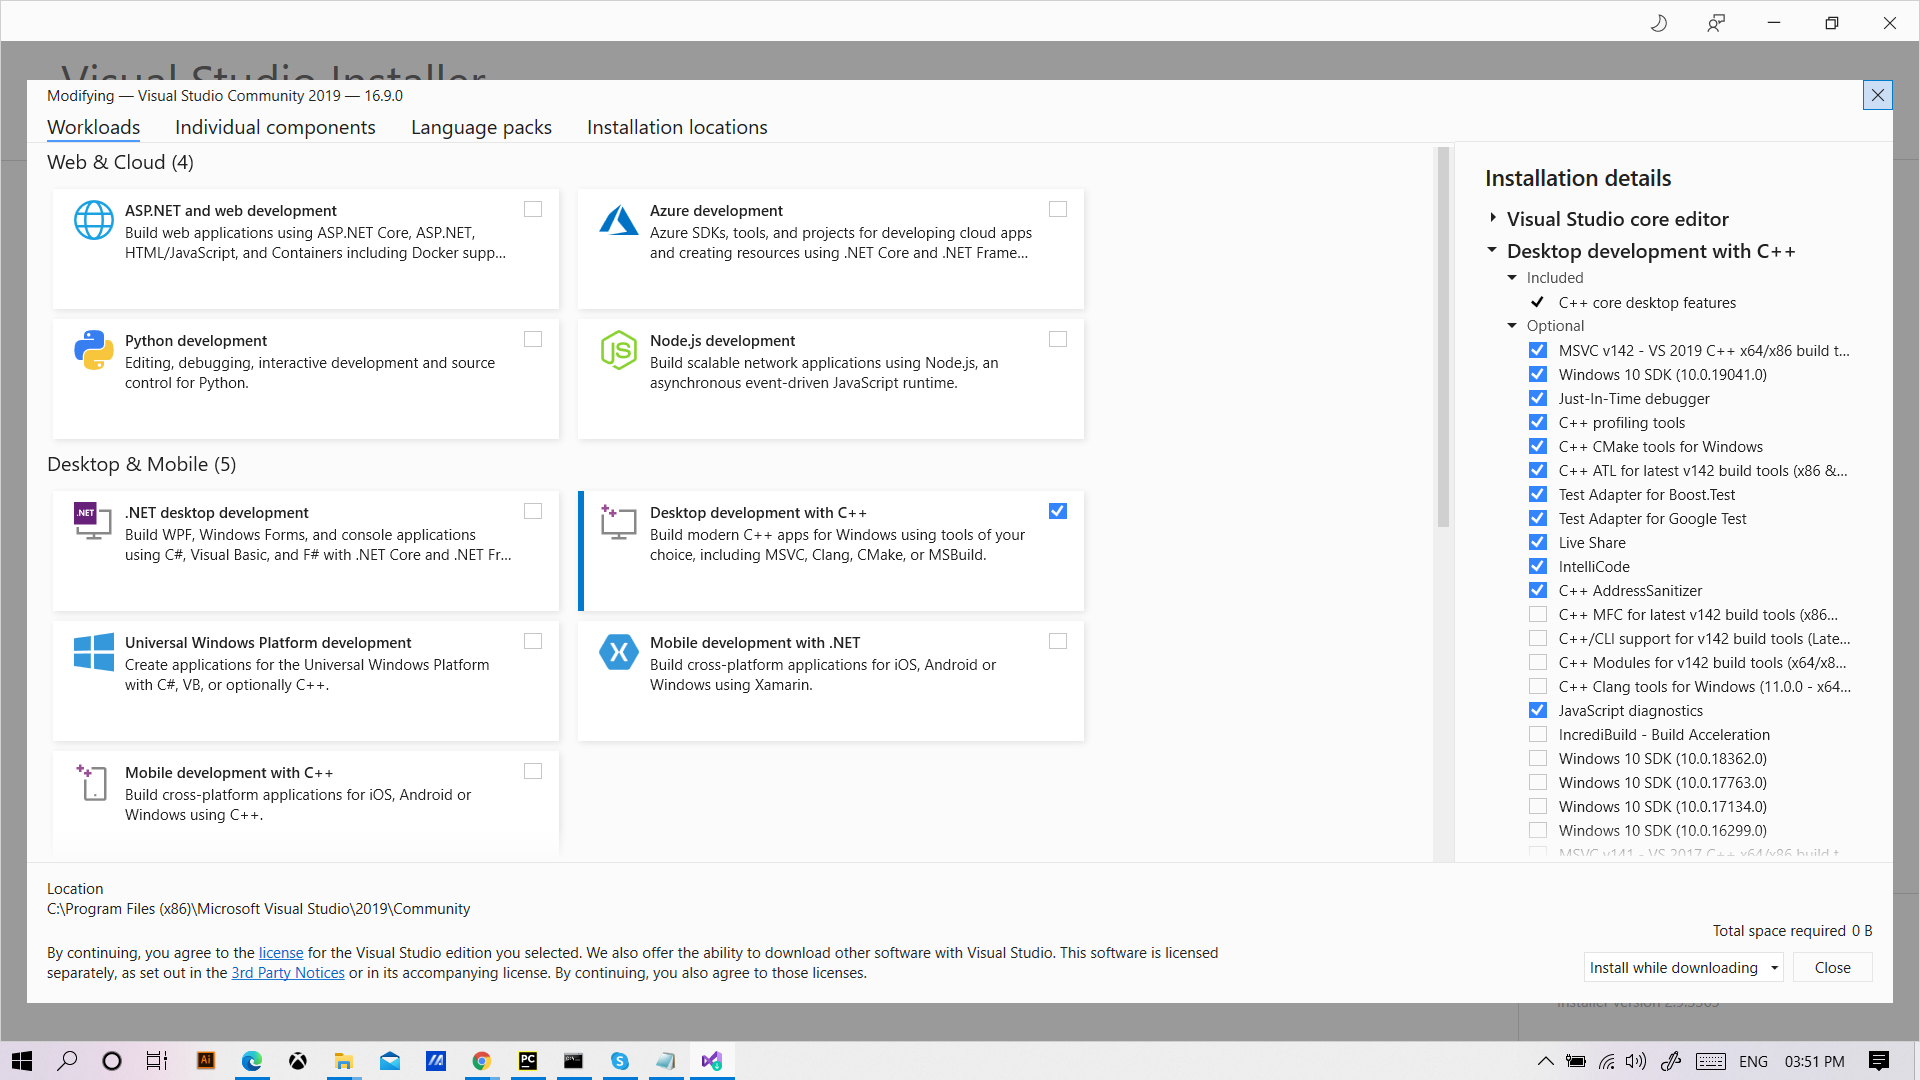 Visual Studio Installer
Modifying — Visual Studio Community 2019 — 16.9.0
Workloads
Individual components
Language packs
Installation locations
Web & Cloud (4)
ASP.NET and web development
Build web applications using ASP.NET Core, ASP.NET,
HTML/JavaScript, and Containers including Docker supp...
Azure development
Azure SDKs, tools, and projects for developing cloud apps
and creating resources using .NET Core and .NET Frame...
Python development
Editing, debugging, interactive development and source
control for Python.
Node.js development
Build scalable network applications using Node.js, an
asynchronous event-driven JavaScript runtime.
Desktop & Mobile (5)
.NET
.NET desktop development
Build WPF, Windows Forms, and console applications
using C#, Visual Basic, and F# with .NET Core and .NET Fr...
Desktop development with C++
Build modern C++ apps for Windows using tools of your
choice, including MSVC, Clang, CMake, or MSBuild.
Universal Windows Platform development
Create applications for the Universal Windows Platform
with C#, VB, or optionally C++.
Mobile development with .NET
Build cross-platform applications for iOS, Android or
Windows using Xamarin.
Mobile development with C++
Build cross-platform applications for iOS, Android or
Windows using C++.
Installation details
Visual Studio core editor
Desktop development with C++
Included
C++ core desktop features
Optional
MSVC v142 - VS 2019 C++ x64/x86 build t...
Windows 10 SDK (10.0.19041.0)
Just-In-Time debugger
C++ profiling tools
C++ CMake tools for Windows
C++ ATL for latest v142 build tools (x86 &...
Test Adapter for Boost.Test
Test Adapter for Google Test
Live Share
IntelliCode
C++ AddressSanitizer
C++ MFC for latest v142 build tools (x86...
C++/CLI support for v142 build tools (Late...
C++ Modules for v142 build tools (x64/x8...
C++ Clang tools for Windows (11.0.0 - x64...
JavaScript diagnostics
IncrediBuild - Build Acceleration
Windows 10 SDK (10.0.18362.0)
Windows 10 SDK (10.0.17763.0)
Windows 10 SDK (10.0.17134.0)
Windows 10 SDK (10.0.16299.0)
MSVC v141 - VS 2017 C++ x64/x86 build t...
Location
C:\Program Files (x86)\Microsoft Visual Studio\2019\Community
By continuing, you agree to the license for the Visual Studio edition you selected. We also offer the ability to download other software with Visual Studio. This software is licensed
separately, as set out in the 3rd Party Notices or in its accompanying license. By continuing, you also agree to those licenses.
Total space required 0 B
Install while downloading
Close
Ai
PC
ENG
03:51 PM